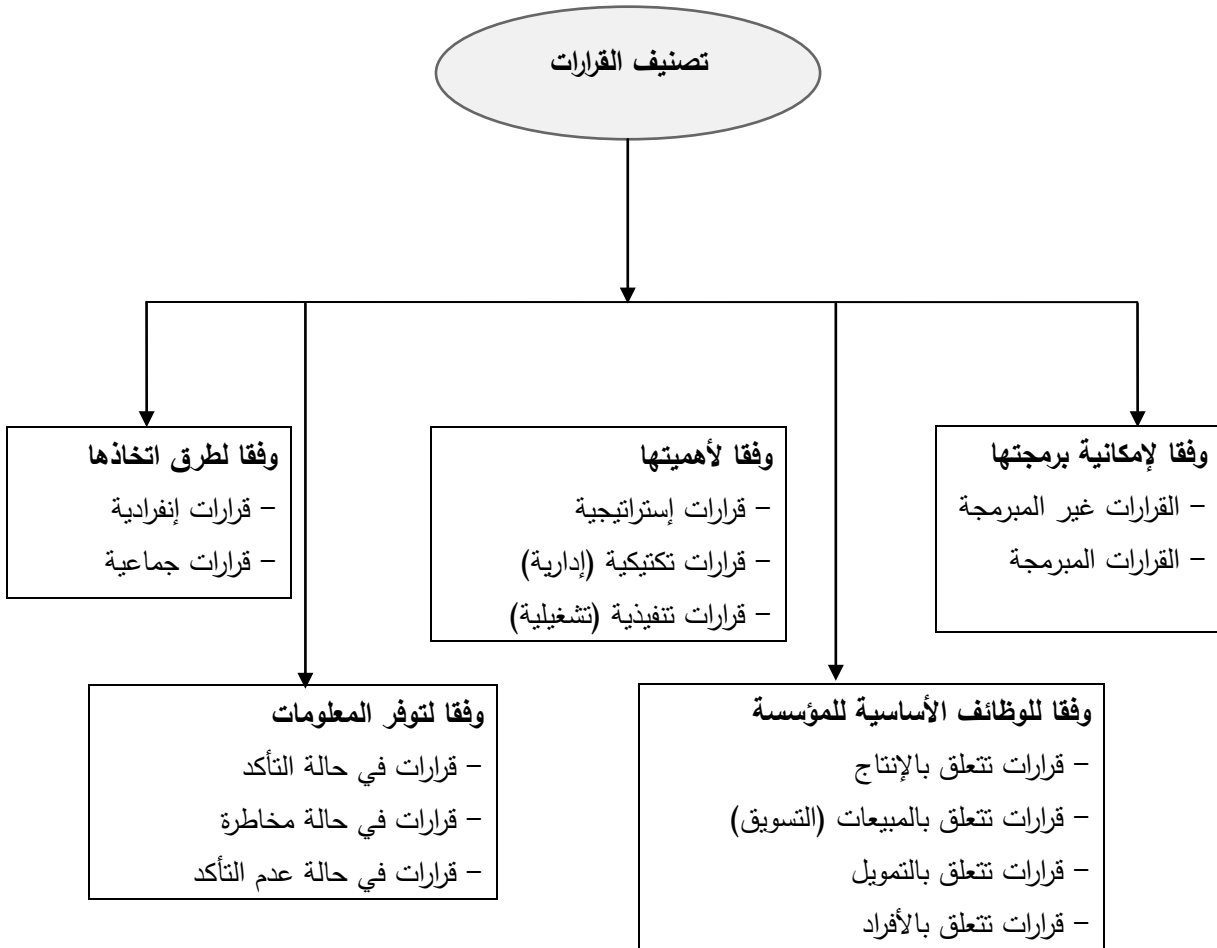 تصنيف القرارات
وفقا لإمكانية برمجتها
- القرارات غير المبرمجة
- القرارات المبرمجة
وفقا لأهميتها
- قرارات إستراتيجية
- قرارات تكتيكية (إدارية)
- قرارات تنفيذية (تشغيلية)
وفقا لطرق اتخاذها
- قرارات إنفرادية
- قرارات جماعية
وفقا للوظائف الأساسية للمؤسسة
- قرارات تتعلق بالإنتاج
- قرارات تتعلق بالمبيعات (التسويق)
- قرارات تتعلق بالتمويل
- قرارات تتعلق بالأفراد
وفقا لتوفر المعلومات
- قرارات في حالة التأكد
- قرارات في حالة مخاطرة
- قرارات في حالة عدم التأكد